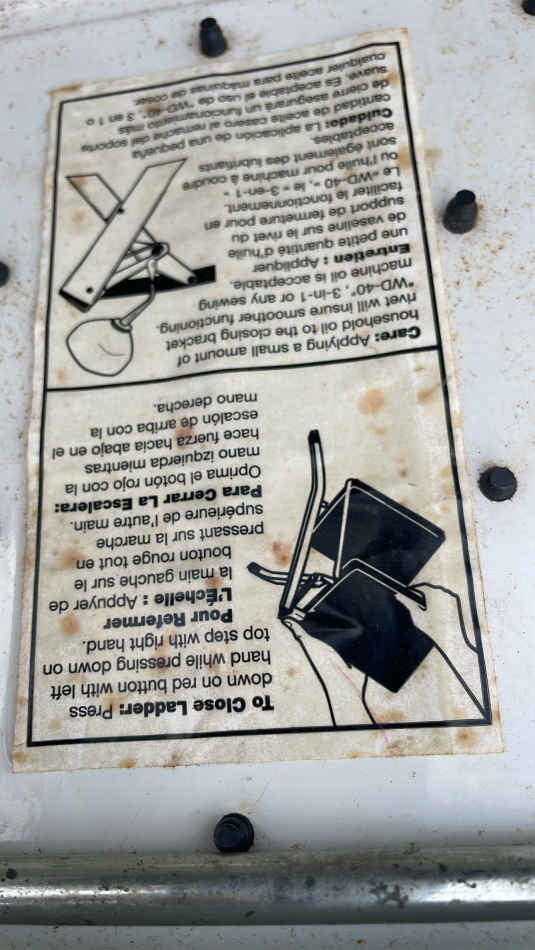 To Close Ladder: Press
down on red button with left
hand while pressing down on
top step with right hand.
Pour Refermer
L'Échelle : Appuyer de
la main gauche sur le
bouton rouge tout en
pressant sur la marche
supérieure de l'autre main.
Para Cerrar La Escalera:
Oprima el botón rojo con la
mano izquierda mientras
hace fuerza hacia abajo en el
escalón de arriba con la
mano derecha.
Care: Applying a small amount of
household oil to the closing bracket
rivet will insure smoother functioning.
"WD-40", 3-in-1 or any sewing
machine oil is acceptable.
Entretien : Appliquer
une petite quantité d'huile
de vaseline sur le rivet du
support de fermeture pour en
faciliter le fonctionnement.
Le «WD-40 », le « 3-en-1 »
ou l'huile pour machine à coudre
sont également des lubrifiants
acceptables.
Cuidado: La aplicación de una pequeña
cantidad de aceite casero al remache del soporte
de cierre asegurará un funcionamiento más
suave. Es aceptable el uso de "WD-40", 3 en 1 o
cualquier aceite para máquinas de coser.